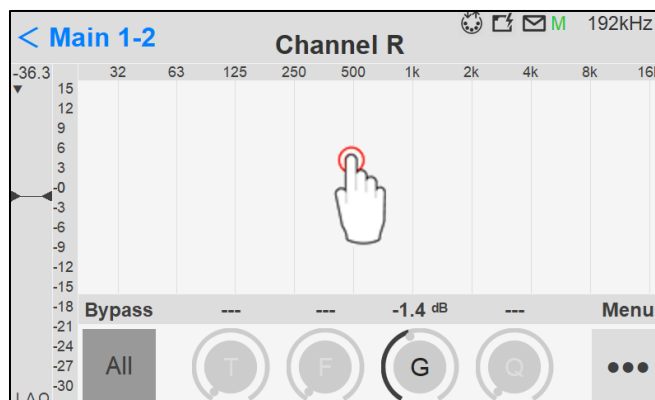 < Main 1-2
Channel R
M 192kHz
-36.3 32 63 125 250 500 1k 2k 4k 8k
15
12
9
6
3
-0
-3
-6
-9
-12
-15
-18 Bypass --- --- -1.4 dB --- Menu
-21
-24
-27 All T F G Q •••
-30